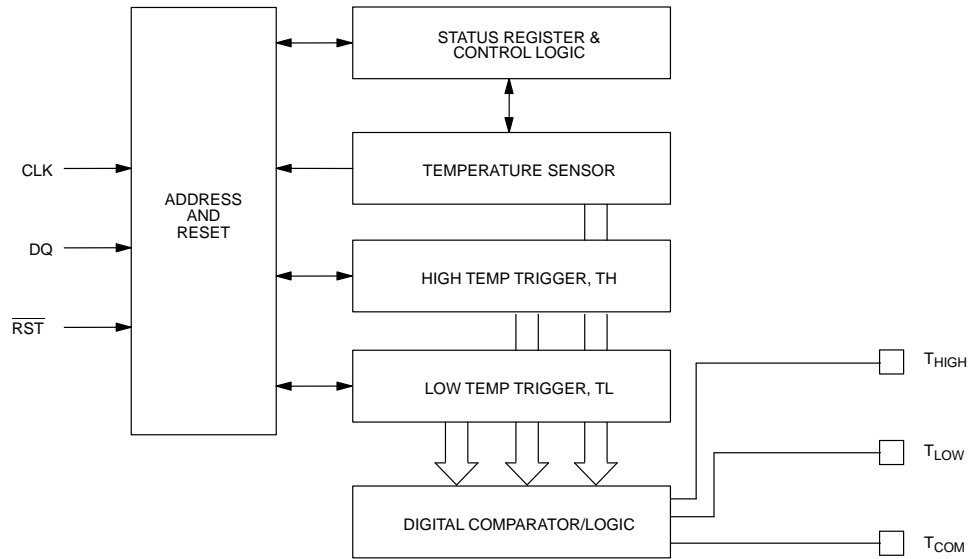 STATUS REGISTER &
CONTROL LOGIC
TEMPERATURE SENSOR
CLK
ADDRESS
AND
RESET
DQ
HIGH TEMP TRIGGER, TH
R̅S̅T̅
LOW TEMP TRIGGER, TL
T_HIGH
T_LOW
DIGITAL COMPARATOR/LOGIC
T_COM